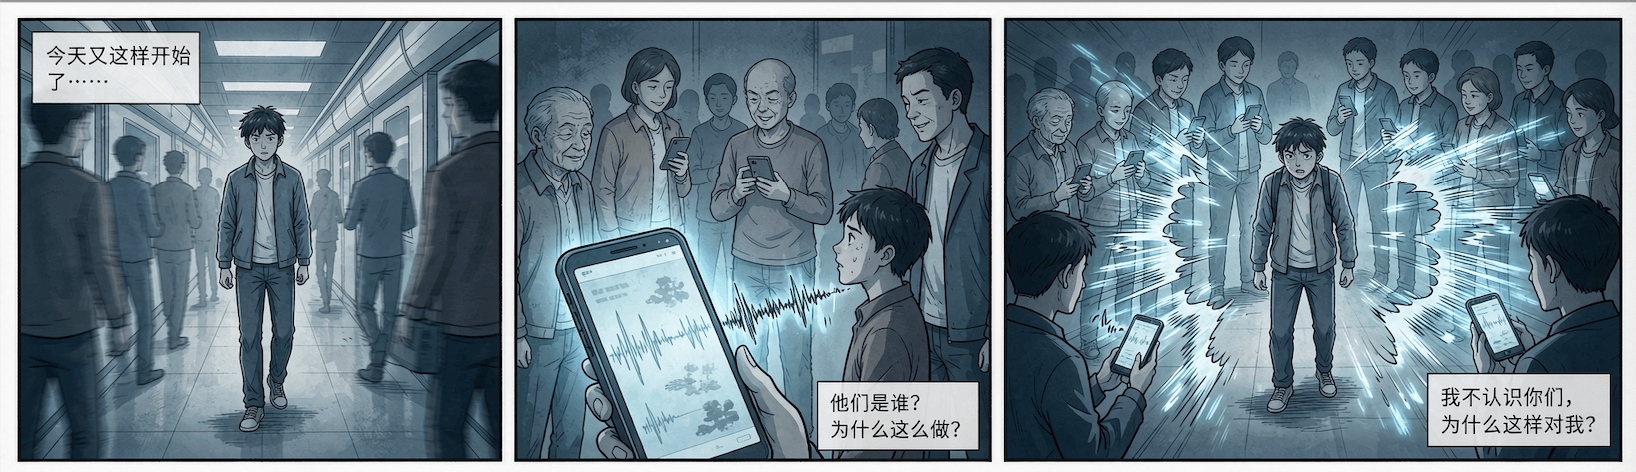 今天又这样开始
了……
他们是谁？
为什么这么做？
我不认识你们，
为什么这样对我？